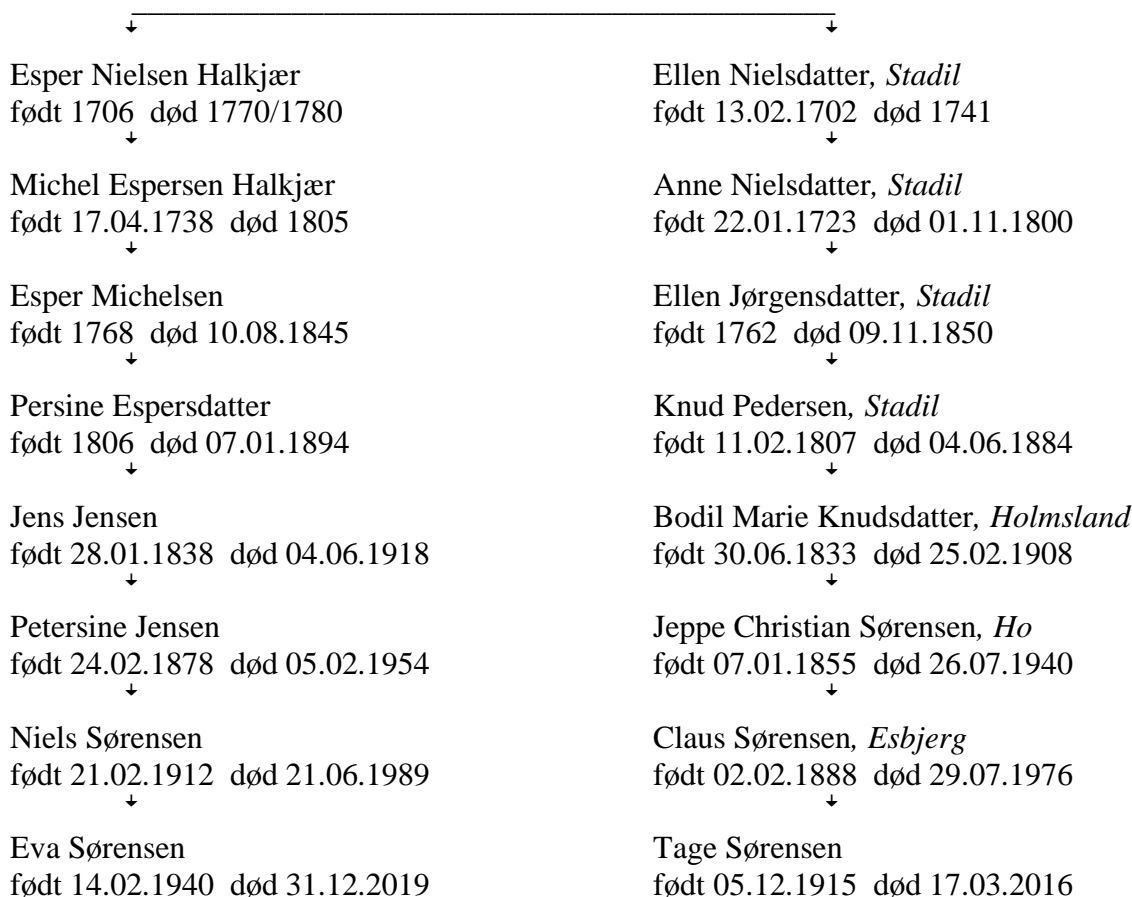 Esper Nielsen Halkjær
født 1706  død 1770/1780
Michel Espersen Halkjær
født 17.04.1738  død 1805
Esper Michelsen
født 1768  død 10.08.1845
Persine Espersdatter
født 1806  død 07.01.1894
Jens Jensen
født 28.01.1838  død 04.06.1918
Petersine Jensen
født 24.02.1878  død 05.02.1954
Niels Sørensen
født 21.02.1912  død 21.06.1989
Eva Sørensen
født 14.02.1940  død 31.12.2019
Ellen Nielsdatter, Stadil
født 13.02.1702  død 1741
Anne Nielsdatter, Stadil
født 22.01.1723  død 01.11.1800
Ellen Jørgensdatter, Stadil
født 1762  død 09.11.1850
Knud Pedersen, Stadil
født 11.02.1807  død 04.06.1884
Bodil Marie Knudsdatter, Holmsland
født 30.06.1833  død 25.02.1908
Jeppe Christian Sørensen, Ho
født 07.01.1855  død 26.07.1940
Claus Sørensen, Esbjerg
født 02.02.1888  død 29.07.1976
Tage Sørensen
født 05.12.1915  død 17.03.2016